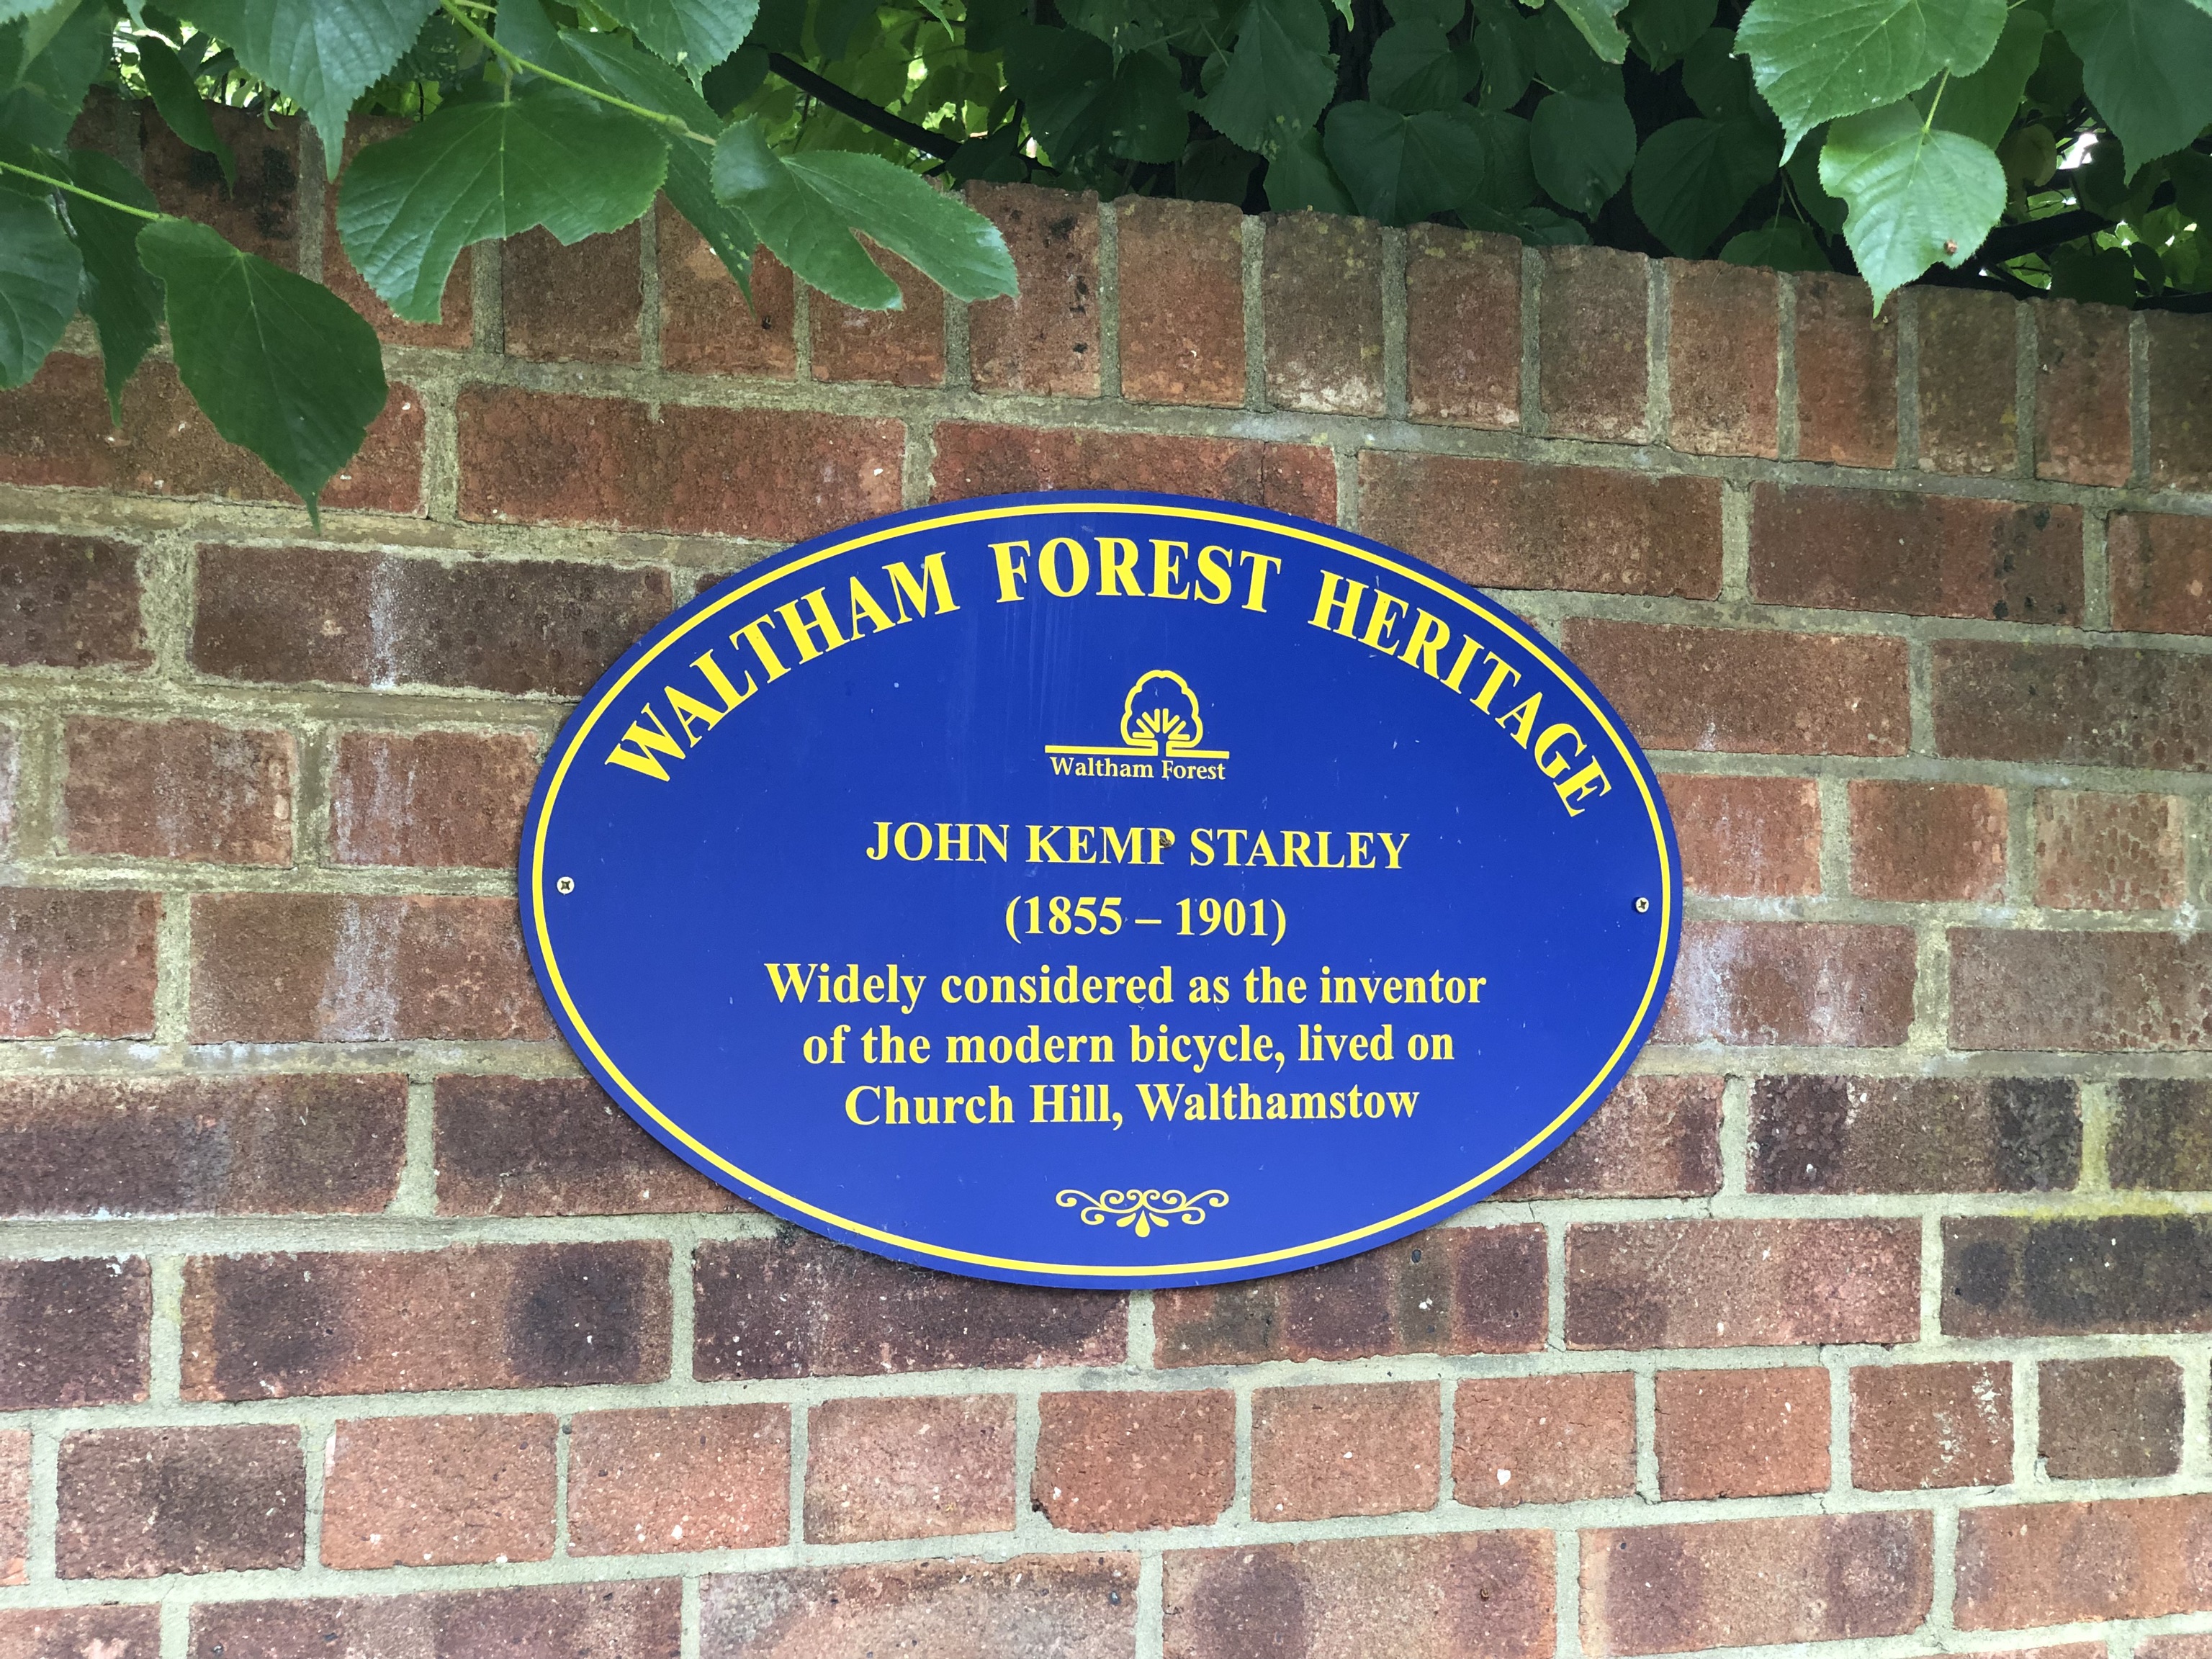 WALTHAM FOREST HERITAGE
Waltham Forest
JOHN KEMP STARLEY
(1855 – 1901)
Widely considered as the inventor
of the modern bicycle, lived on
Church Hill, Walthamstow